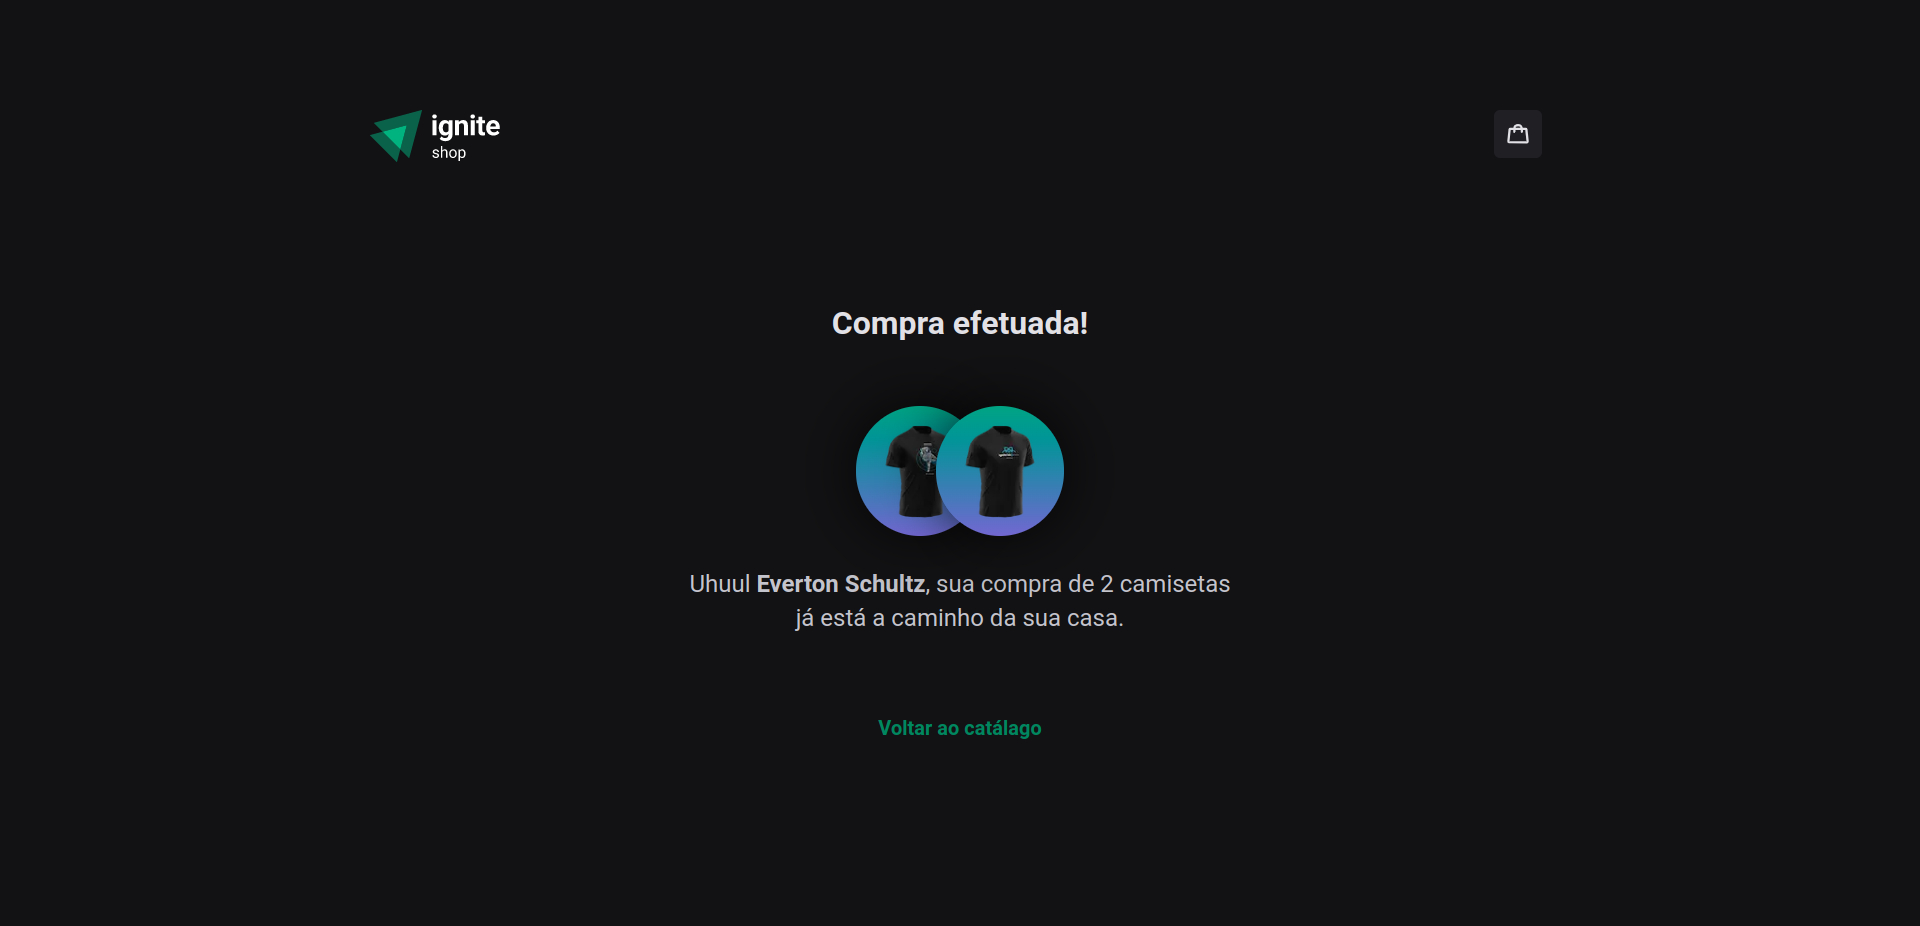 ignite
shop
Compra efetuada!
Uhuul Everton Schultz, sua compra de 2 camisetas
já está a caminho da sua casa.
Voltar ao catálago